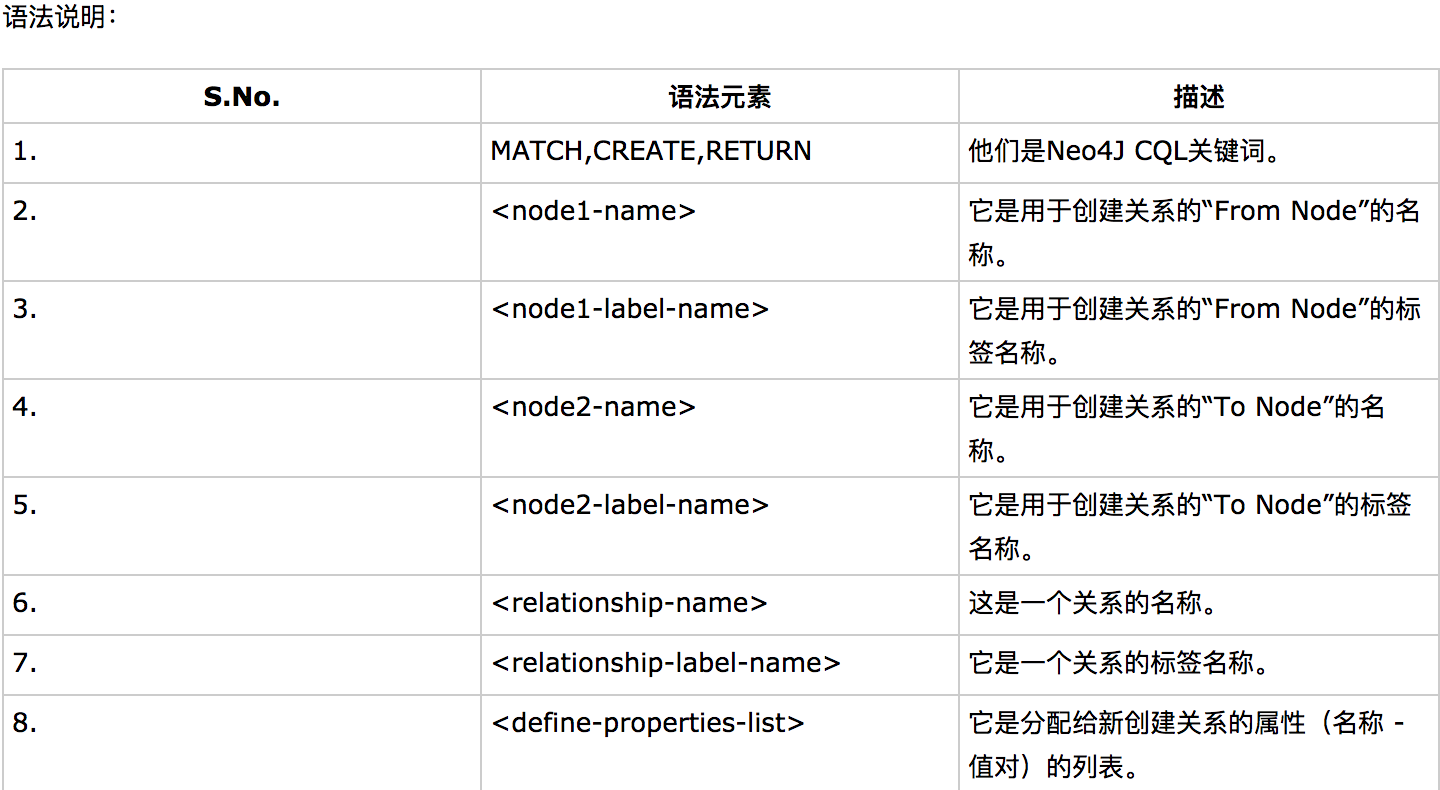 语法说明：
S.No. 语法元素 描述
1. MATCH,CREATE,RETURN 他们是Neo4J CQL关键词。
2. <node1-name> 它是用于创建关系的“From Node”的名
称。
3. <node1-label-name> 它是用于创建关系的“From Node”的标
签名称。
4. <node2-name> 它是用于创建关系的“To Node”的名
称。
5. <node2-label-name> 它是用于创建关系的“To Node”的标签
名称。
6. <relationship-name> 这是一个关系的名称。
7. <relationship-label-name> 它是一个关系的标签名称。
8. <define-properties-list> 它是分配给新创建关系的属性（名称 -
值对）的列表。